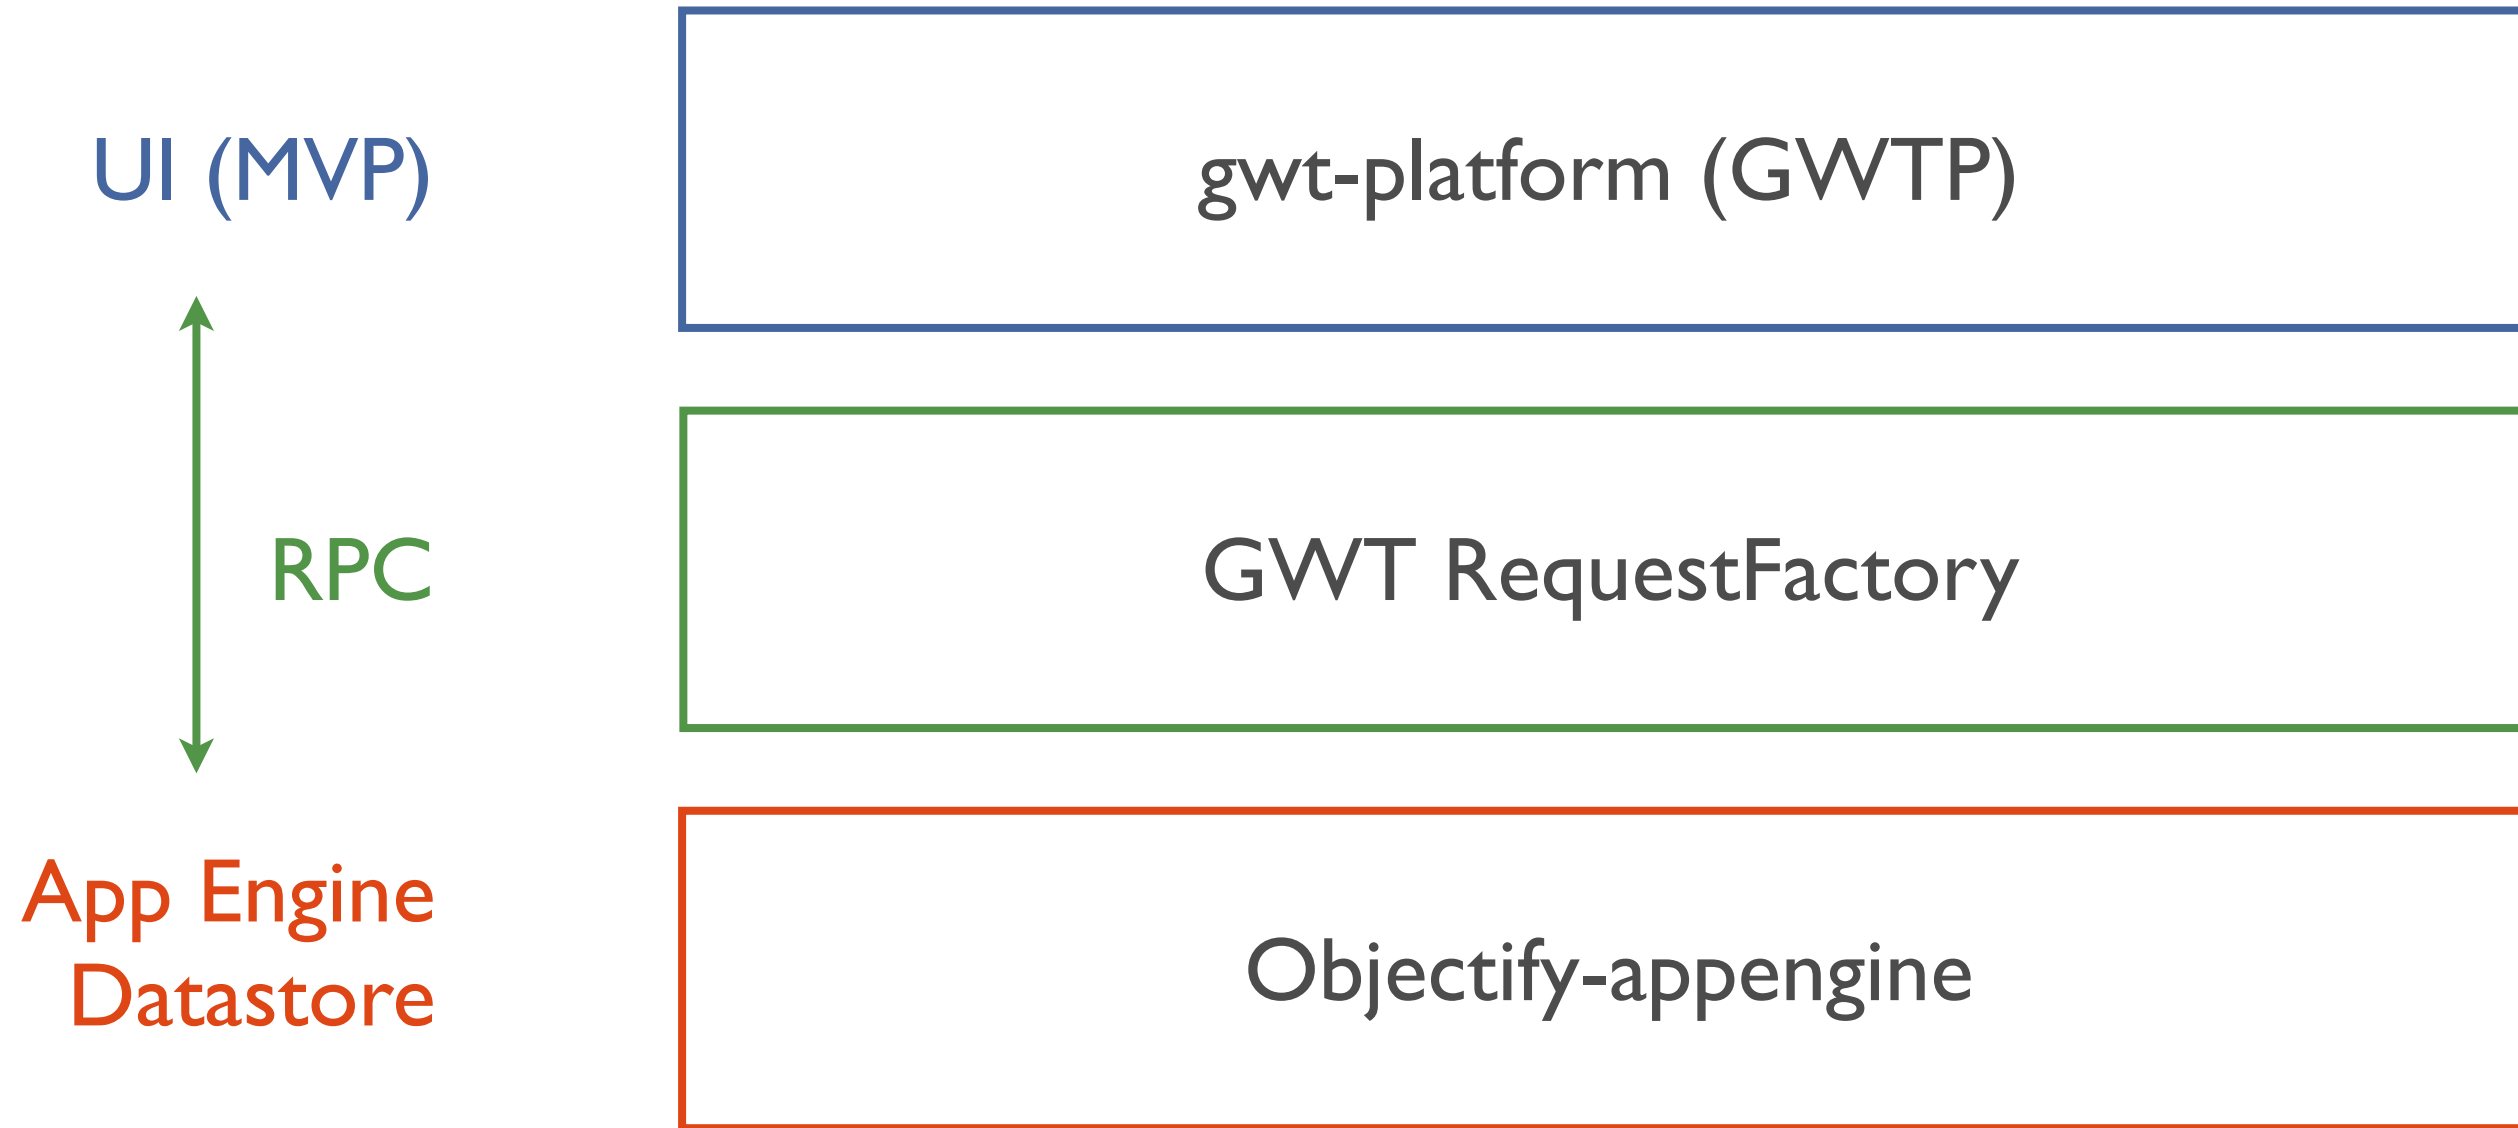 UI (MVP)
gwt-platform (GWTP)
RPC
GWT RequestFactory
App Engine
Datastore
Objectify-appengine